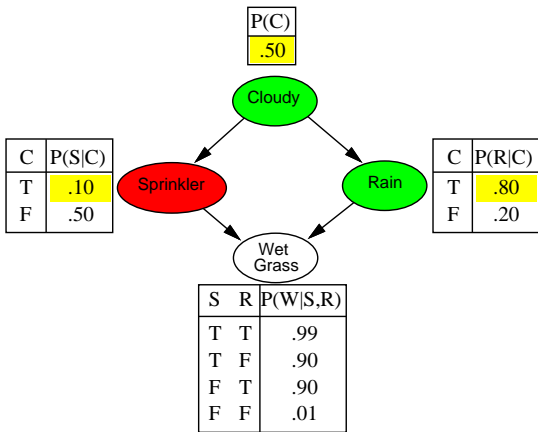 P(C)
.50
Cloudy
C P(S|C)
T .10
F .50
Sprinkler
Rain
C P(R|C)
T .80
F .20
Wet
Grass
S R P(W|S,R)
T T .99
T F .90
F T .90
F F .01